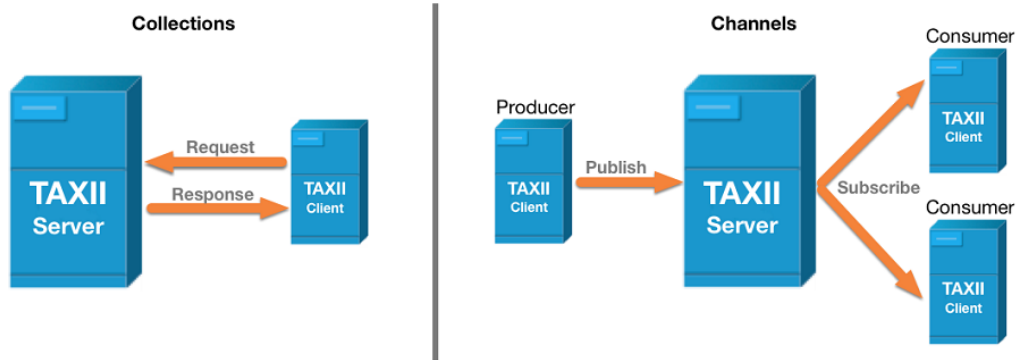 Collections
TAXII
Server
Request
Response
TAXII
Client
Channels
Producer
TAXII
Client
Publish
TAXII
Server
Subscribe
Consumer
TAXII
Client
Consumer
TAXII
Client